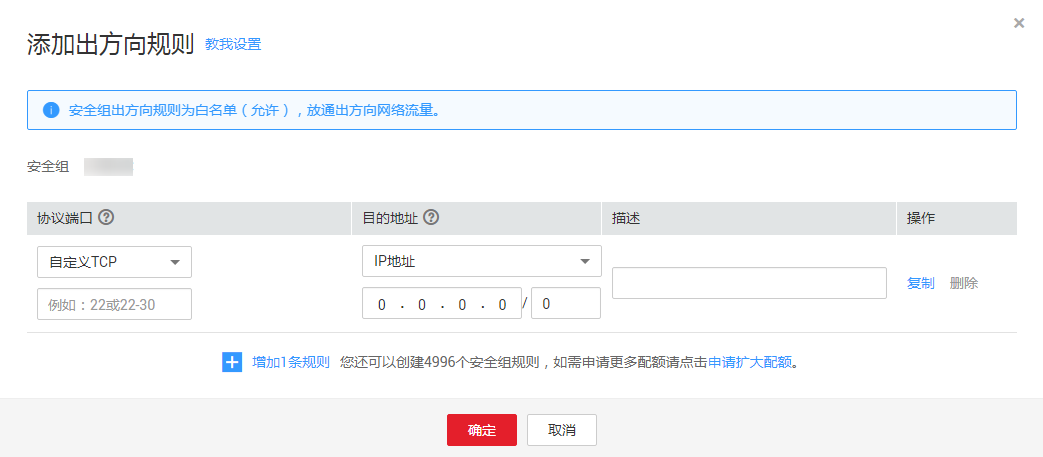 添加出方向规则 教我设置
安全组出方向规则为白名单（允许），放通出方向网络流量。
安全组
协议端口 目的地址 描述 操作
自定义TCP IP地址
例如：22或22-30 0 . 0 . 0 . 0 / 0 复制 删除
增加1条规则 您还可以创建4996个安全组规则，如需申请更多配额请点击申请扩大配额。
确定 取消